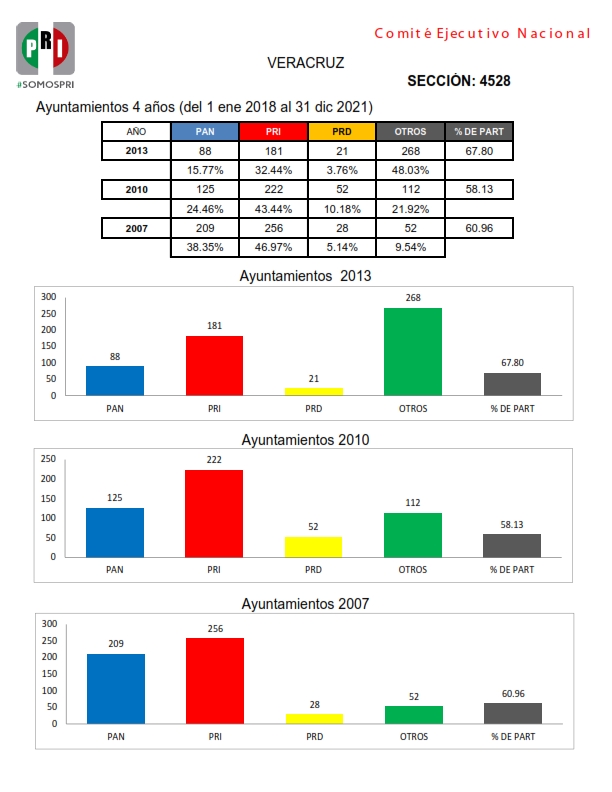 Comité Ejecutivo Nacional
PRI
#SOMOSPRI
VERACRUZ
SECCIÓN: 4528
Ayuntamientos 4 años (del 1 ene 2018 al 31 dic 2021)
AÑO PAN PRI PRD OTROS % DE PART
2013 88 181 21 268 67.80
15.77% 32.44% 3.76% 48.03%
2010 125 222 52 112 58.13
24.46% 43.44% 10.18% 21.92%
2007 209 256 28 52 60.96
38.35% 46.97% 5.14% 9.54%
Ayuntamientos 2013
300
250
200
150
100
50
0
88 181 21 268 67.80
PAN PRI PRD OTROS % DE PART
Ayuntamientos 2010
250
200
150
100
50
0
125 222 52 112 58.13
PAN PRI PRD OTROS % DE PART
Ayuntamientos 2007
300
250
200
150
100
50
0
209 256 28 52 60.96
PAN PRI PRD OTROS % DE PART